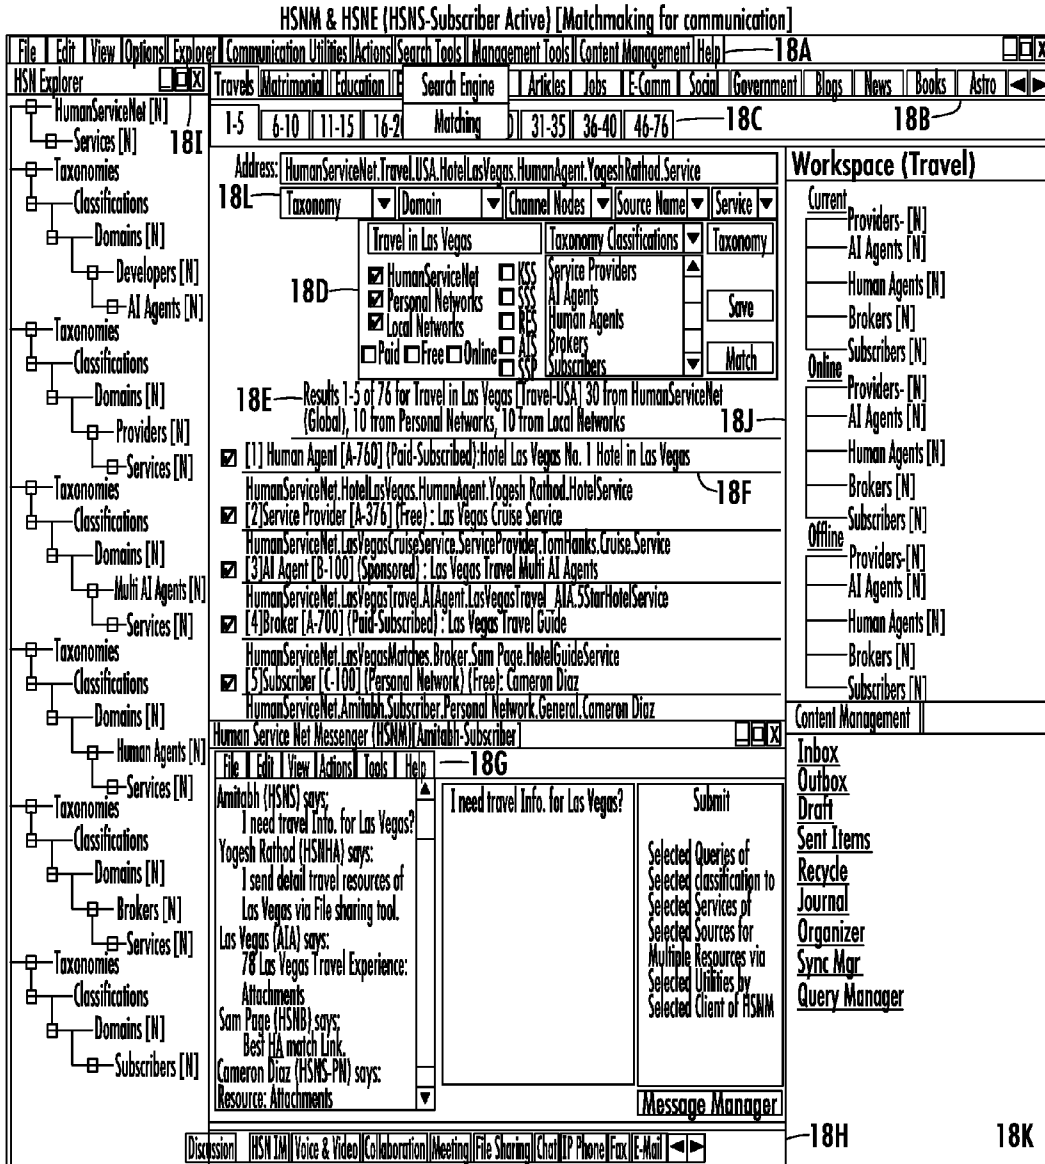 HSNM & HSNE (HSNS-Subscriber Active) [Matchmaking for communication]
File Edit View Options Explorer Communication Utilities Actions Search Tools Management Tools Content Management Help 18A
HSN Explorer
18I
HumanServiceNet [N]
Services [N]
Taxonomies
Classifications
Domains [N]
Developers [N]
AI Agents [N]
Taxonomies
Classifications
Domains [N]
Providers [N]
Services [N]
Taxonomies
Classifications
Domains [N]
Multi AI Agents [N]
Services [N]
Taxonomies
Classifications
Domains [N]
Human Agents [N]
Services [N]
Taxonomies
Classifications
Domains [N]
Brokers [N]
Services [N]
Taxonomies
Classifications
Domains [N]
Subscribers [N]
Travels Matrimonial Education E Search Engine Articles Jobs E-Comm Social Government Blogs News Books Astro
Matching
18B
1-5 6-10 11-15 16-20 31-35 36-40 46-76 18C
Address: HumanServiceNet.Travel.USA.HotelLasVegas.HumanAgent.YogeshRathod.Service
18L
Taxonomy Domain Channel Nodes Source Name Service
Travel in Las Vegas Taxonomy Classifications Taxonomy
18D
HumanServiceNet KSS Service Providers
Personal Networks SSS AI Agents
Local Networks RES Human Agents
Paid Free Online AIS Brokers
SSP Subscribers
Save
Match
18E
Results 1-5 of 76 for Travel in Las Vegas [Travel-USA] 30 from HumanServiceNet
(Global), 10 from Personal Networks, 10 from Local Networks
18J
[1] Human Agent [A-760] (Paid-Subscribed):Hotel Las Vegas No. 1 Hotel in Las Vegas
18F
HumanServiceNet.HotelLasVegas.HumanAgent.Yogesh Rathod.HotelService
[2]Service Provider [A-376] (Free) : Las Vegas Cruise Service
HumanServiceNet.LasVegasCruiseService.ServiceProvider.TomHanks.Cruise.Service
[3]AI Agent [B-100] (Sponsored) : Las Vegas Travel Multi AI Agents
HumanServiceNet.LasVegasTravel.AIAgent.LasVegasTravel_AIA.5StarHotelService
[4]Broker [A-700] (Paid-Subscribed) : Las Vegas Travel Guide
HumanServiceNet.LasVegasMatches.Broker.Sam Page.HotelGuideService
[5]Subscriber [C-100] (Personal Network) (Free): Cameron Diaz
HumanServiceNet.Amitabh.Subscriber.Personal Network.General.Cameron Diaz
Human Service Net Messenger (HSNM)[Amitabh-Subscriber]
File Edit View Actions Tools Help 18G
Amitabh (HSNS) says:
I need travel Info. for Las Vegas?
Yogesh Rathod (HSNHA) says:
I send detail travel resources of
Las Vegas via File sharing tool.
Las Vegas (AIA) says:
78 Las Vegas Travel Experience:
Attachments
Sam Page (HSNB) says:
Best HA match Link.
Cameron Diaz (HSNS-PN) says:
Resource: Attachments
I need travel Info. for Las Vegas?
Submit
Selected Queries of
Selected classification to
Selected Services of
Selected Sources for
Multiple Resources via
Selected Utilities by
Selected Client of HSNM
Message Manager
Discussion HSN IM Voice & Video Collaboration Meeting File Sharing Chat IP Phone Fax E-Mail
18H
Workspace (Travel)
Current
Providers- [N]
AI Agents [N]
Human Agents [N]
Brokers [N]
Subscribers [N]
Online
Providers- [N]
AI Agents [N]
Human Agents [N]
Brokers [N]
Subscribers [N]
Offline
Providers-[N]
AI Agents [N]
Human Agents [N]
Brokers [N]
Subscribers [N]
Content Management
Inbox
Outbox
Draft
Sent Items
Recycle
Journal
Organizer
Sync Mgr
Query Manager
18K